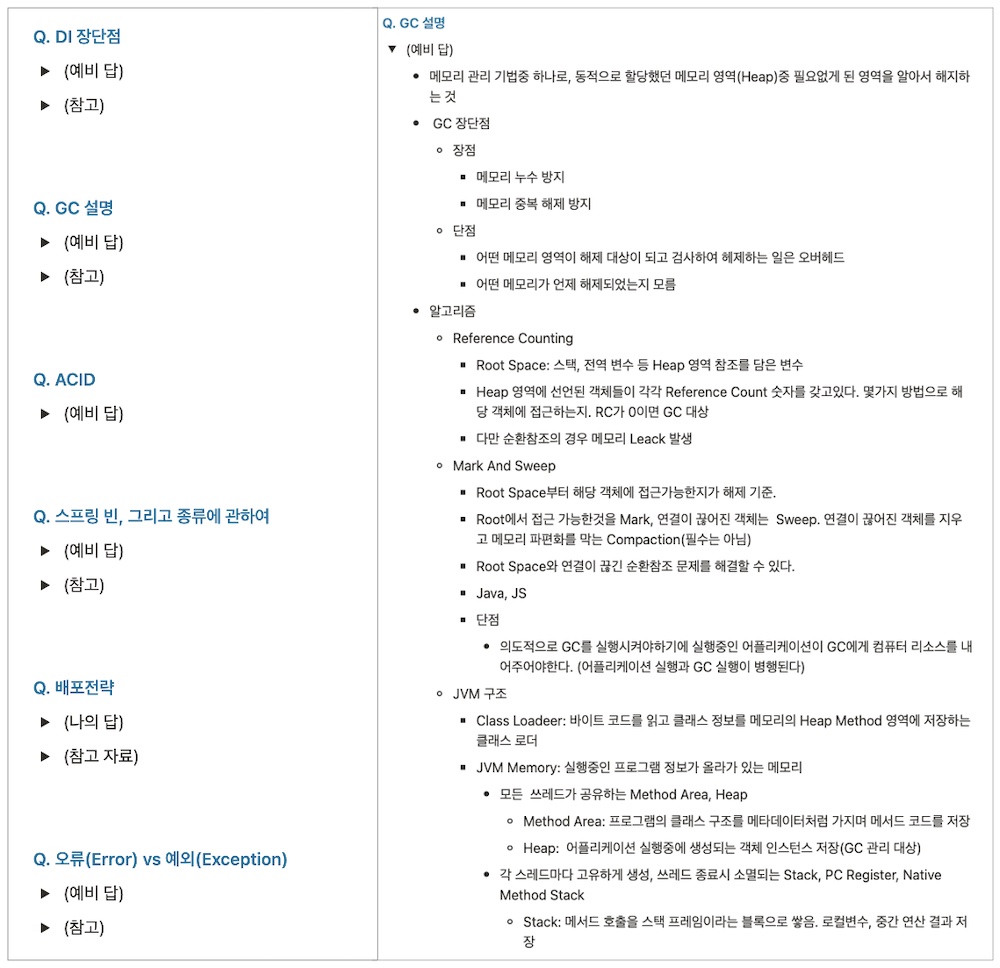 Q. DI 장단점
(예비 답)
(참고)
Q. GC 설명
(예비 답)
(참고)
Q. ACID
(예비 답)
Q. 스프링 빈, 그리고 종류에 관하여
(예비 답)
(참고)
Q. 배포전략
(나의 답)
(참고 자료)
Q. 오류(Error) vs 예외(Exception)
(예비 답)
(참고)
Q. GC 설명
(예비 답)
메모리 관리 기법중 하나로, 동적으로 할당했던 메모리 영역(Heap)중 필요없게 된 영역을 알아서 해지하
는 것
GC 장단점
장점
메모리 누수 방지
메모리 중복 해제 방지
단점
어떤 메모리 영역이 해제 대상이 되고 검사하여 헤제하는 일은 오버헤드
어떤 메모리가 언제 해제되었는지 모름
알고리즘
Reference Counting
Root Space: 스택, 전역 변수 등 Heap 영역 참조를 담은 변수
Heap 영역에 선언된 객체들이 각각 Reference Count 숫자를 갖고있다. 몇가지 방법으로 해
당 객체에 접근하는지. RC가 0이면 GC 대상
다만 순환참조의 경우 메모리 Leack 발생
Mark And Sweep
Root Space부터 해당 객체에 접근가능한지가 해제 기준.
Root에서 접근 가능한것을 Mark, 연결이 끊어진 객체는 Sweep. 연결이 끊어진 객체를 지우
고 메모리 파편화를 막는 Compaction(필수는 아님)
Root Space와 연결이 끊긴 순환참조 문제를 해결할 수 있다.
Java, JS
단점
의도적으로 GC를 실행시켜야하기에 실행중인 어플리케이션이 GC에게 컴퓨터 리소스를 내
어주어야한다. (어플리케이션 실행과 GC 실행이 병행된다)
JVM 구조
Class Loadeer: 바이트 코드를 읽고 클래스 정보를 메모리의 Heap Method 영역에 저장하는
클래스 로더
JVM Memory: 실행중인 프로그램 정보가 올라가 있는 메모리
모든 쓰레드가 공유하는 Method Area, Heap
Method Area: 프로그램의 클래스 구조를 메타데이터처럼 가지며 메서드 코드를 저장
Heap: 어플리케이션 실행중에 생성되는 객체 인스턴스 저장(GC 관리 대상)
각 스레드마다 고유하게 생성, 쓰레드 종료시 소멸되는 Stack, PC Register, Native
Method Stack
Stack: 메서드 호출을 스택 프레임이라는 블록으로 쌓음. 로컬변수, 중간 연산 결과 저
장